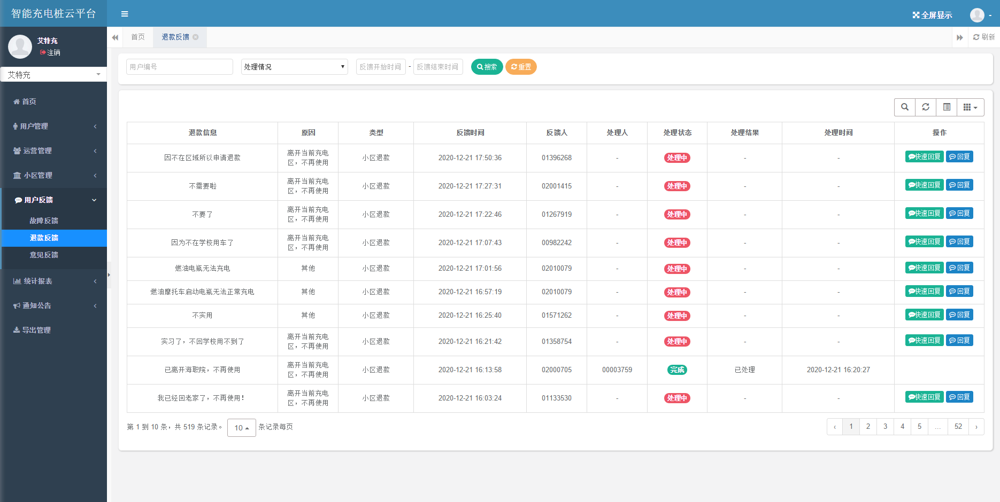 智能充电桩云平台
全屏显示
艾特充
注销
艾特充
首页
退款反馈
刷新
用户编号
处理情况
反馈开始时间 - 反馈结束时间
搜索
重置
首页
用户管理
运营管理
小区管理
用户反馈
故障反馈
退款反馈
意见反馈
统计报表
通知公告
导出管理
退款信息 原因 类型 反馈时间 反馈人 处理人 处理状态 处理结果 处理时间 操作
因不在区域所以申请退款 离开当前充电 小区退款 2020-12-21 17:50:36 01396268 - 处理中 - - 快速回复 回复
区，不再使用
不需要啦 离开当前充电 小区退款 2020-12-21 17:27:31 02001415 - 处理中 - - 快速回复 回复
区，不再使用
不要了 离开当前充电 小区退款 2020-12-21 17:22:46 01267919 - 处理中 - - 快速回复 回复
区，不再使用
因为不在学校用车了 离开当前充电 小区退款 2020-12-21 17:07:43 00982242 - 处理中 - - 快速回复 回复
区，不再使用
燃油电瓶无法充电 其他 小区退款 2020-12-21 17:01:56 02010079 - 处理中 - - 快速回复 回复
燃油摩托车启动电瓶无法正常充电 其他 小区退款 2020-12-21 16:57:19 02010079 - 处理中 - - 快速回复 回复
不实用 其他 小区退款 2020-12-21 16:25:40 01571262 - 处理中 - - 快速回复 回复
实习了，不回学校用不到了 离开当前充电 小区退款 2020-12-21 16:21:42 01358754 - 处理中 - - 快速回复 回复
区，不再使用
已离开海职院，不再使用 离开当前充电 小区退款 2020-12-21 16:13:58 02000705 00003759 完成 已处理 2020-12-21 16:20:27
区，不再使用
我已经回老家了，不再使用！ 离开当前充电 小区退款 2020-12-21 16:03:24 01133530 - 处理中 - - 快速回复 回复
区，不再使用
第 1 到 10 条，共 519 条记录。 10 条记录每页
‹ 1 2 3 4 5 ... 52 ›